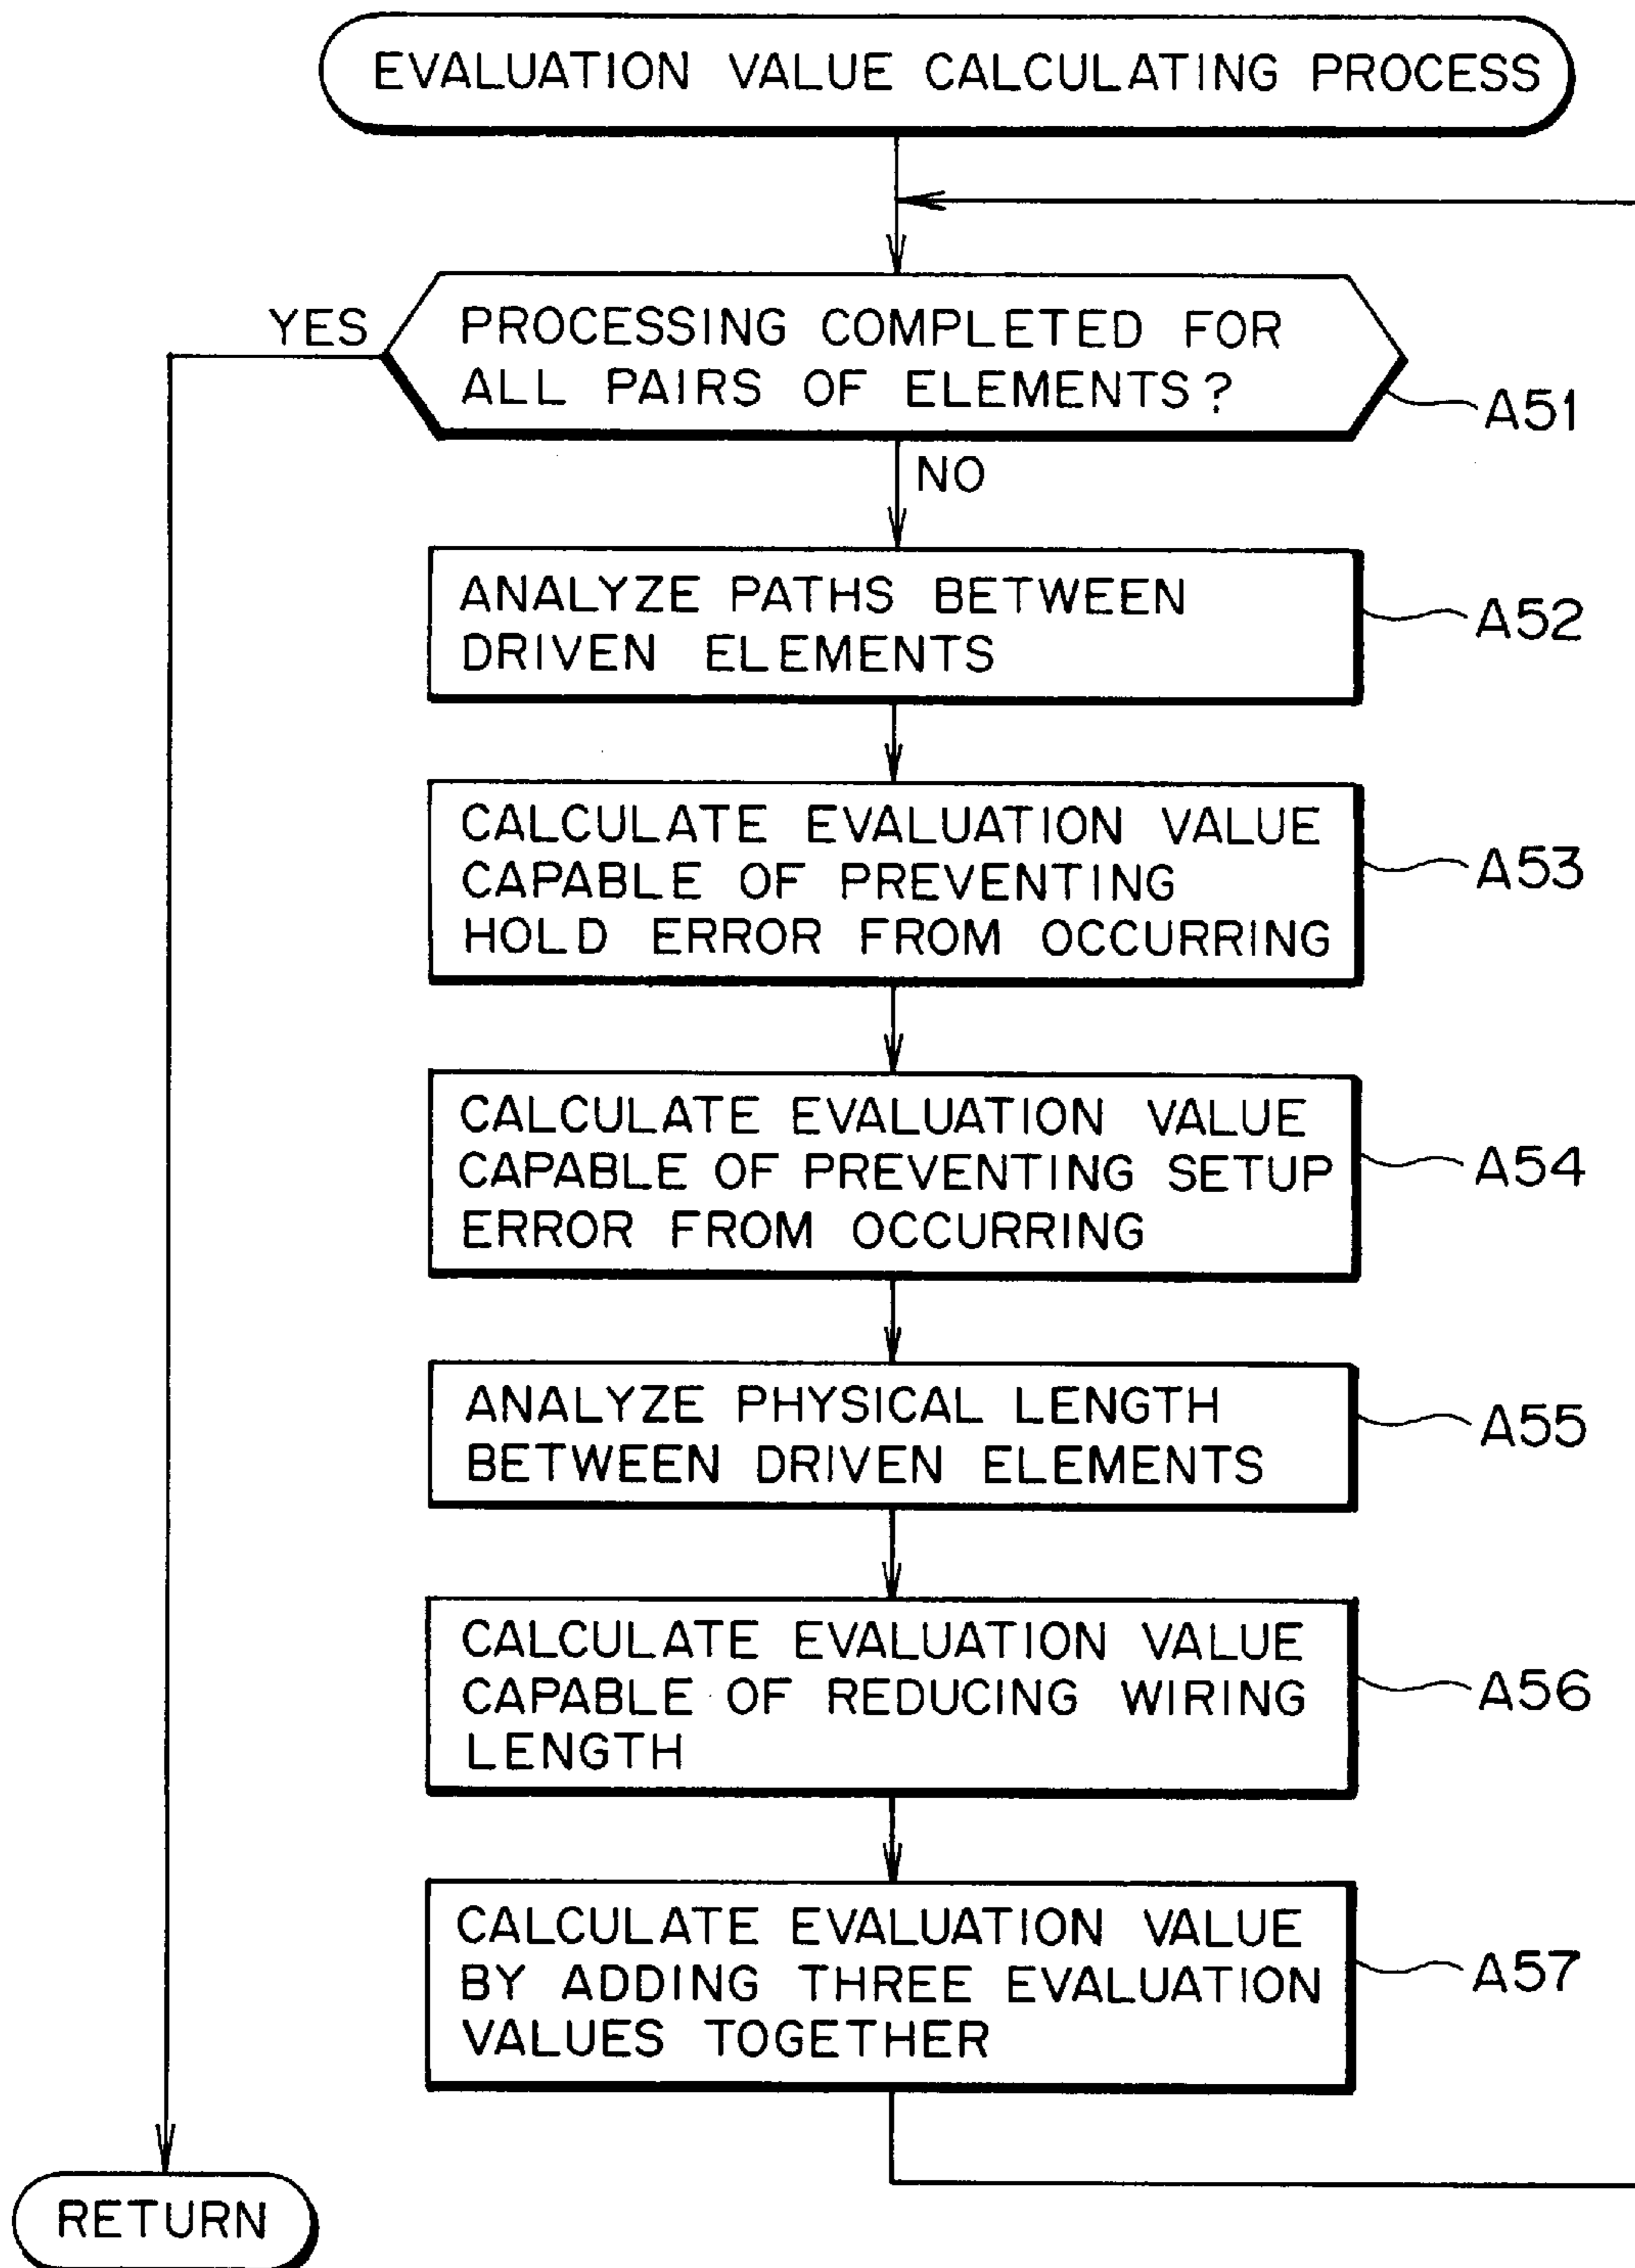 EVALUATION VALUE CALCULATING PROCESS
YES
PROCESSING COMPLETED FOR
ALL PAIRS OF ELEMENTS?
A51
NO
ANALYZE PATHS BETWEEN
DRIVEN ELEMENTS
A52
CALCULATE EVALUATION VALUE
CAPABLE OF PREVENTING
HOLD ERROR FROM OCCURRING
A53
CALCULATE EVALUATION VALUE
CAPABLE OF PREVENTING SETUP
ERROR FROM OCCURRING
A54
ANALYZE PHYSICAL LENGTH
BETWEEN DRIVEN ELEMENTS
A55
CALCULATE EVALUATION VALUE
CAPABLE OF REDUCING WIRING
LENGTH
A56
CALCULATE EVALUATION VALUE
BY ADDING THREE EVALUATION
VALUES TOGETHER
A57
RETURN